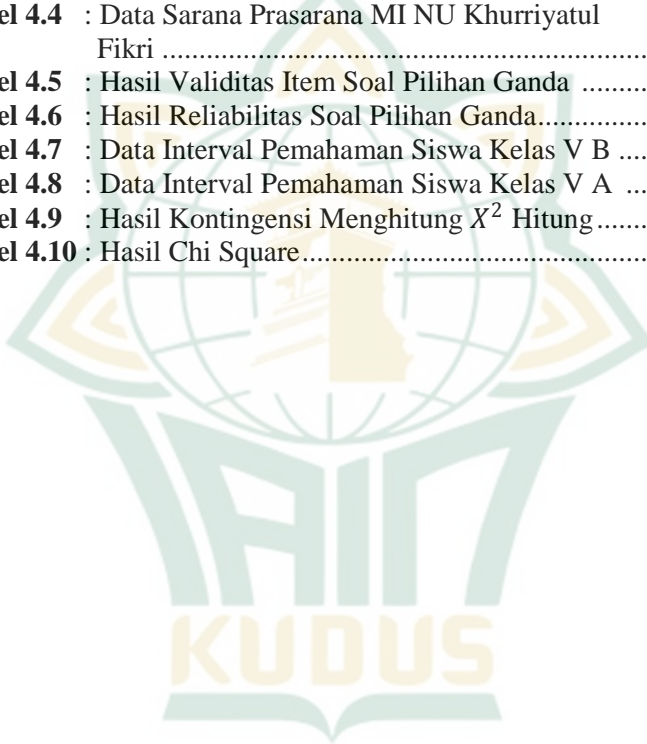 el 4.4 : Data Sarana Prasarana MI NU Khurriyatul
Fikri ....................................................................
el 4.5 : Hasil Validitas Item Soal Pilihan Ganda .........
el 4.6 : Hasil Reliabilitas Soal Pilihan Ganda...............
el 4.7 : Data Interval Pemahaman Siswa Kelas V B ....
el 4.8 : Data Interval Pemahaman Siswa Kelas V A ...
el 4.9 : Hasil Kontingensi Menghitung X² Hitung.......
el 4.10 : Hasil Chi Square...............................................
IAIN
KUDUS